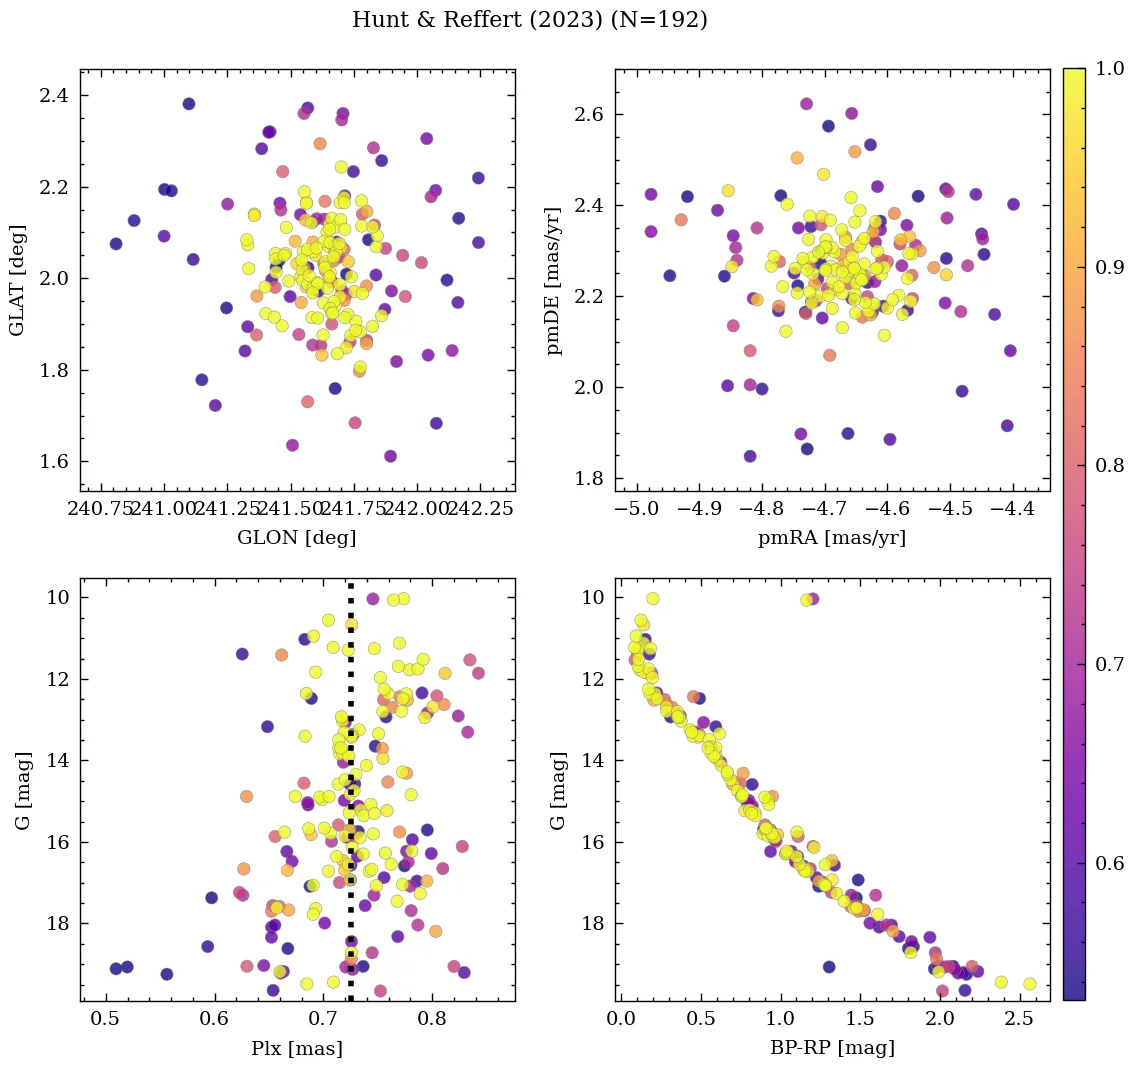 Hunt & Reffert (2023) (N=192)
2.4
2.2
2.0
1.8
1.6
GLAT [deg]
240.75 241.00 241.25 241.50 241.75 242.00 242.25
GLON [deg]
2.6
2.4
2.2
2.0
1.8
pmDE [mas/yr]
−5.0 −4.9 −4.8 −4.7 −4.6 −4.5 −4.4
pmRA [mas/yr]
1.0
0.9
0.8
0.7
0.6
10
12
14
16
18
G [mag]
0.5 0.6 0.7 0.8
Plx [mas]
10
12
14
16
18
G [mag]
0.0 0.5 1.0 1.5 2.0 2.5
BP-RP [mag]